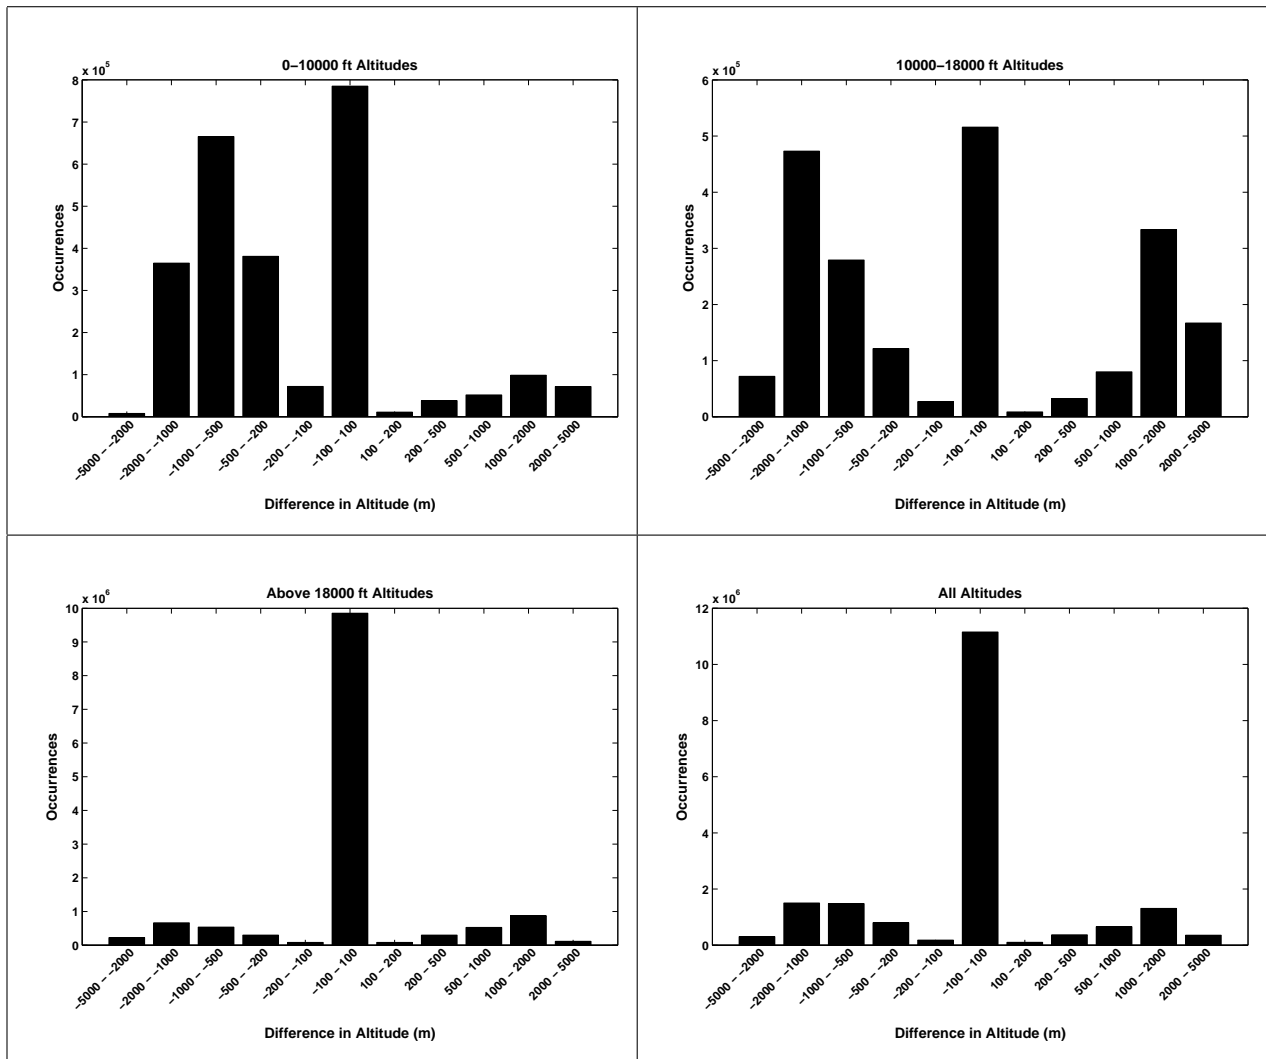 0−10000 ft Altitudes
x 10^5
8
7
6
5
4
3
2
1
0
Occurrences
−5000 − −2000
−2000 − −1000
−1000 − −500
−500 − −200
−200 − −100
−100 − 100
100 − 200
200 − 500
500 − 1000
1000 − 2000
2000 − 5000
Difference in Altitude (m)
10000−18000 ft Altitudes
x 10^5
6
5
4
3
2
1
0
Occurrences
−5000 − −2000
−2000 − −1000
−1000 − −500
−500 − −200
−200 − −100
−100 − 100
100 − 200
200 − 500
500 − 1000
1000 − 2000
2000 − 5000
Difference in Altitude (m)
Above 18000 ft Altitudes
x 10^6
10
9
8
7
6
5
4
3
2
1
0
Occurrences
−5000 − −2000
−2000 − −1000
−1000 − −500
−500 − −200
−200 − −100
−100 − 100
100 − 200
200 − 500
500 − 1000
1000 − 2000
2000 − 5000
Difference in Altitude (m)
All Altitudes
x 10^6
12
10
8
6
4
2
0
Occurrences
−5000 − −2000
−2000 − −1000
−1000 − −500
−500 − −200
−200 − −100
−100 − 100
100 − 200
200 − 500
500 − 1000
1000 − 2000
2000 − 5000
Difference in Altitude (m)